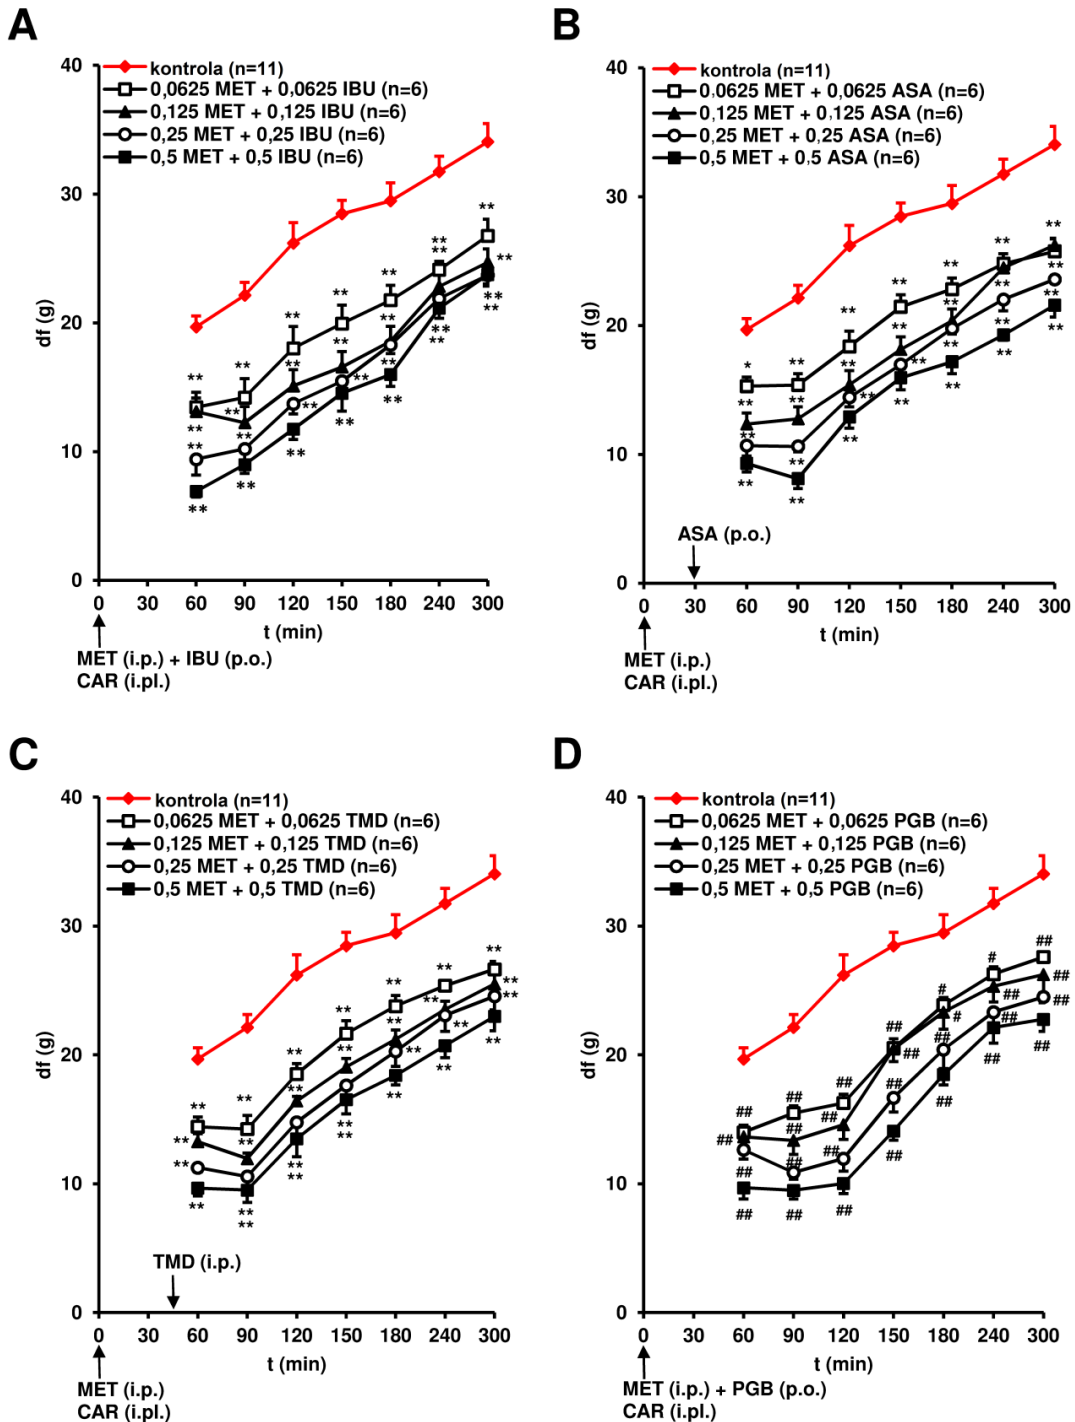 A
40
30
20
10
0
df (g)
kontrola (n=11)
0,0625 MET + 0,0625 IBU (n=6)
0,125 MET + 0,125 IBU (n=6)
0,25 MET + 0,25 IBU (n=6)
0,5 MET + 0,5 IBU (n=6)
0 30 60 90 120 150 180 240 300
t (min)
MET (i.p.) + IBU (p.o.)
CAR (i.pl.)
B
40
30
20
10
0
df (g)
kontrola (n=11)
0,0625 MET + 0,0625 ASA (n=6)
0,125 MET + 0,125 ASA (n=6)
0,25 MET + 0,25 ASA (n=6)
0,5 MET + 0,5 ASA (n=6)
ASA (p.o.)
0 30 60 90 120 150 180 240 300
t (min)
MET (i.p.)
CAR (i.pl.)
C
40
30
20
10
0
df (g)
kontrola (n=11)
0,0625 MET + 0,0625 TMD (n=6)
0,125 MET + 0,125 TMD (n=6)
0,25 MET + 0,25 TMD (n=6)
0,5 MET + 0,5 TMD (n=6)
TMD (i.p.)
0 30 60 90 120 150 180 240 300
t (min)
MET (i.p.)
CAR (i.pl.)
D
40
30
20
10
0
df (g)
kontrola (n=11)
0,0625 MET + 0,0625 PGB (n=6)
0,125 MET + 0,125 PGB (n=6)
0,25 MET + 0,25 PGB (n=6)
0,5 MET + 0,5 PGB (n=6)
0 30 60 90 120 150 180 240 300
t (min)
MET (i.p.) + PGB (p.o.)
CAR (i.pl.)